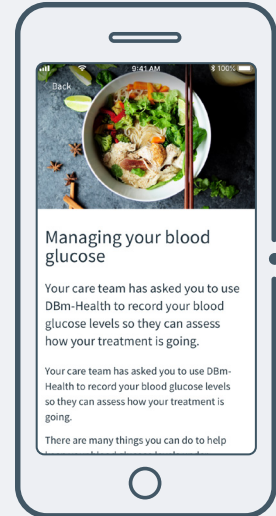 9:41 AM
100%
Back
Managing your blood
glucose
Your care team has asked you to use
DBm-Health to record your blood
glucose levels so they can assess
how your treatment is going.
Your care team has asked you to use DBm-
Health to record your blood glucose levels
so they can assess how your treatment is
going.
There are many things you can do to help